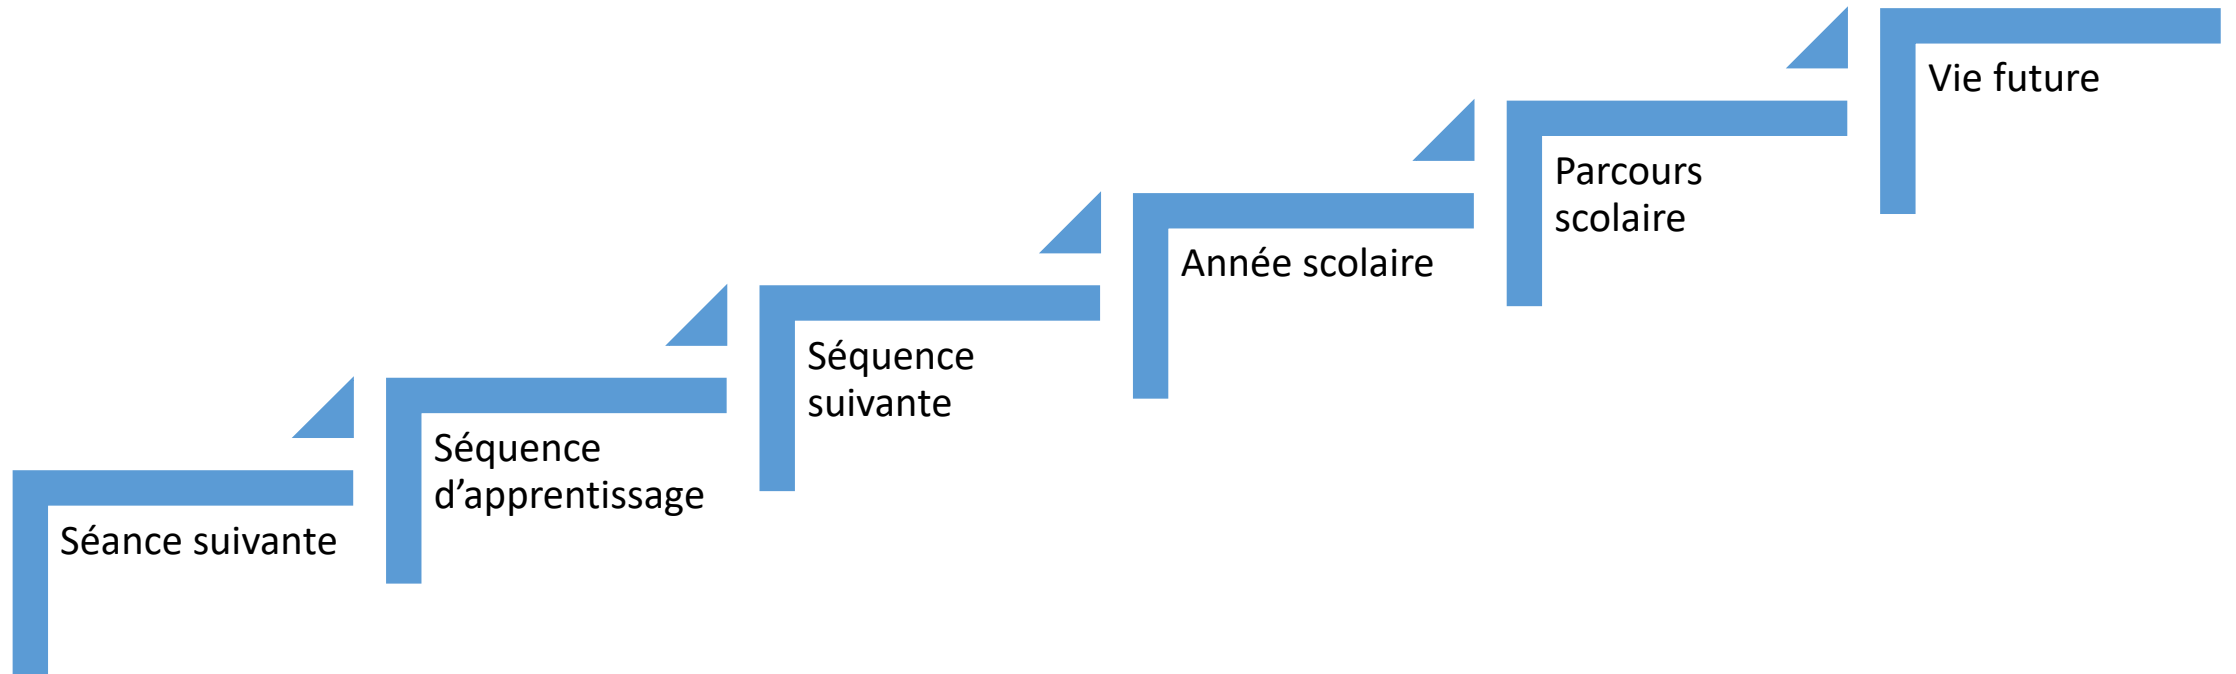 Séance suivante
Séquence
d’apprentissage
Séquence
suivante
Année scolaire
Parcours
scolaire
Vie future